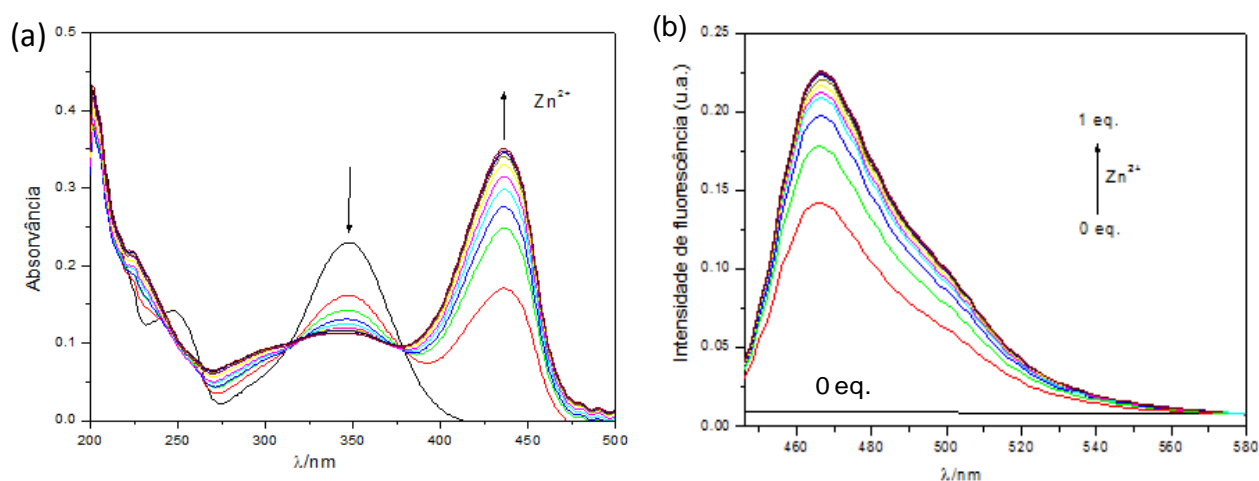 (a)
0.5
0.4
0.3
0.2
0.1
0.0
Absorvância
Zn²⁺
200 250 300 350 400 450 500
λ/nm
(b)
0.25
0.20
0.15
0.10
0.05
0.00
Intensidade de fluorescência (u.a.)
1 eq.
Zn²⁺
0 eq.
0 eq.
460 480 500 520 540 560 580
λ/nm